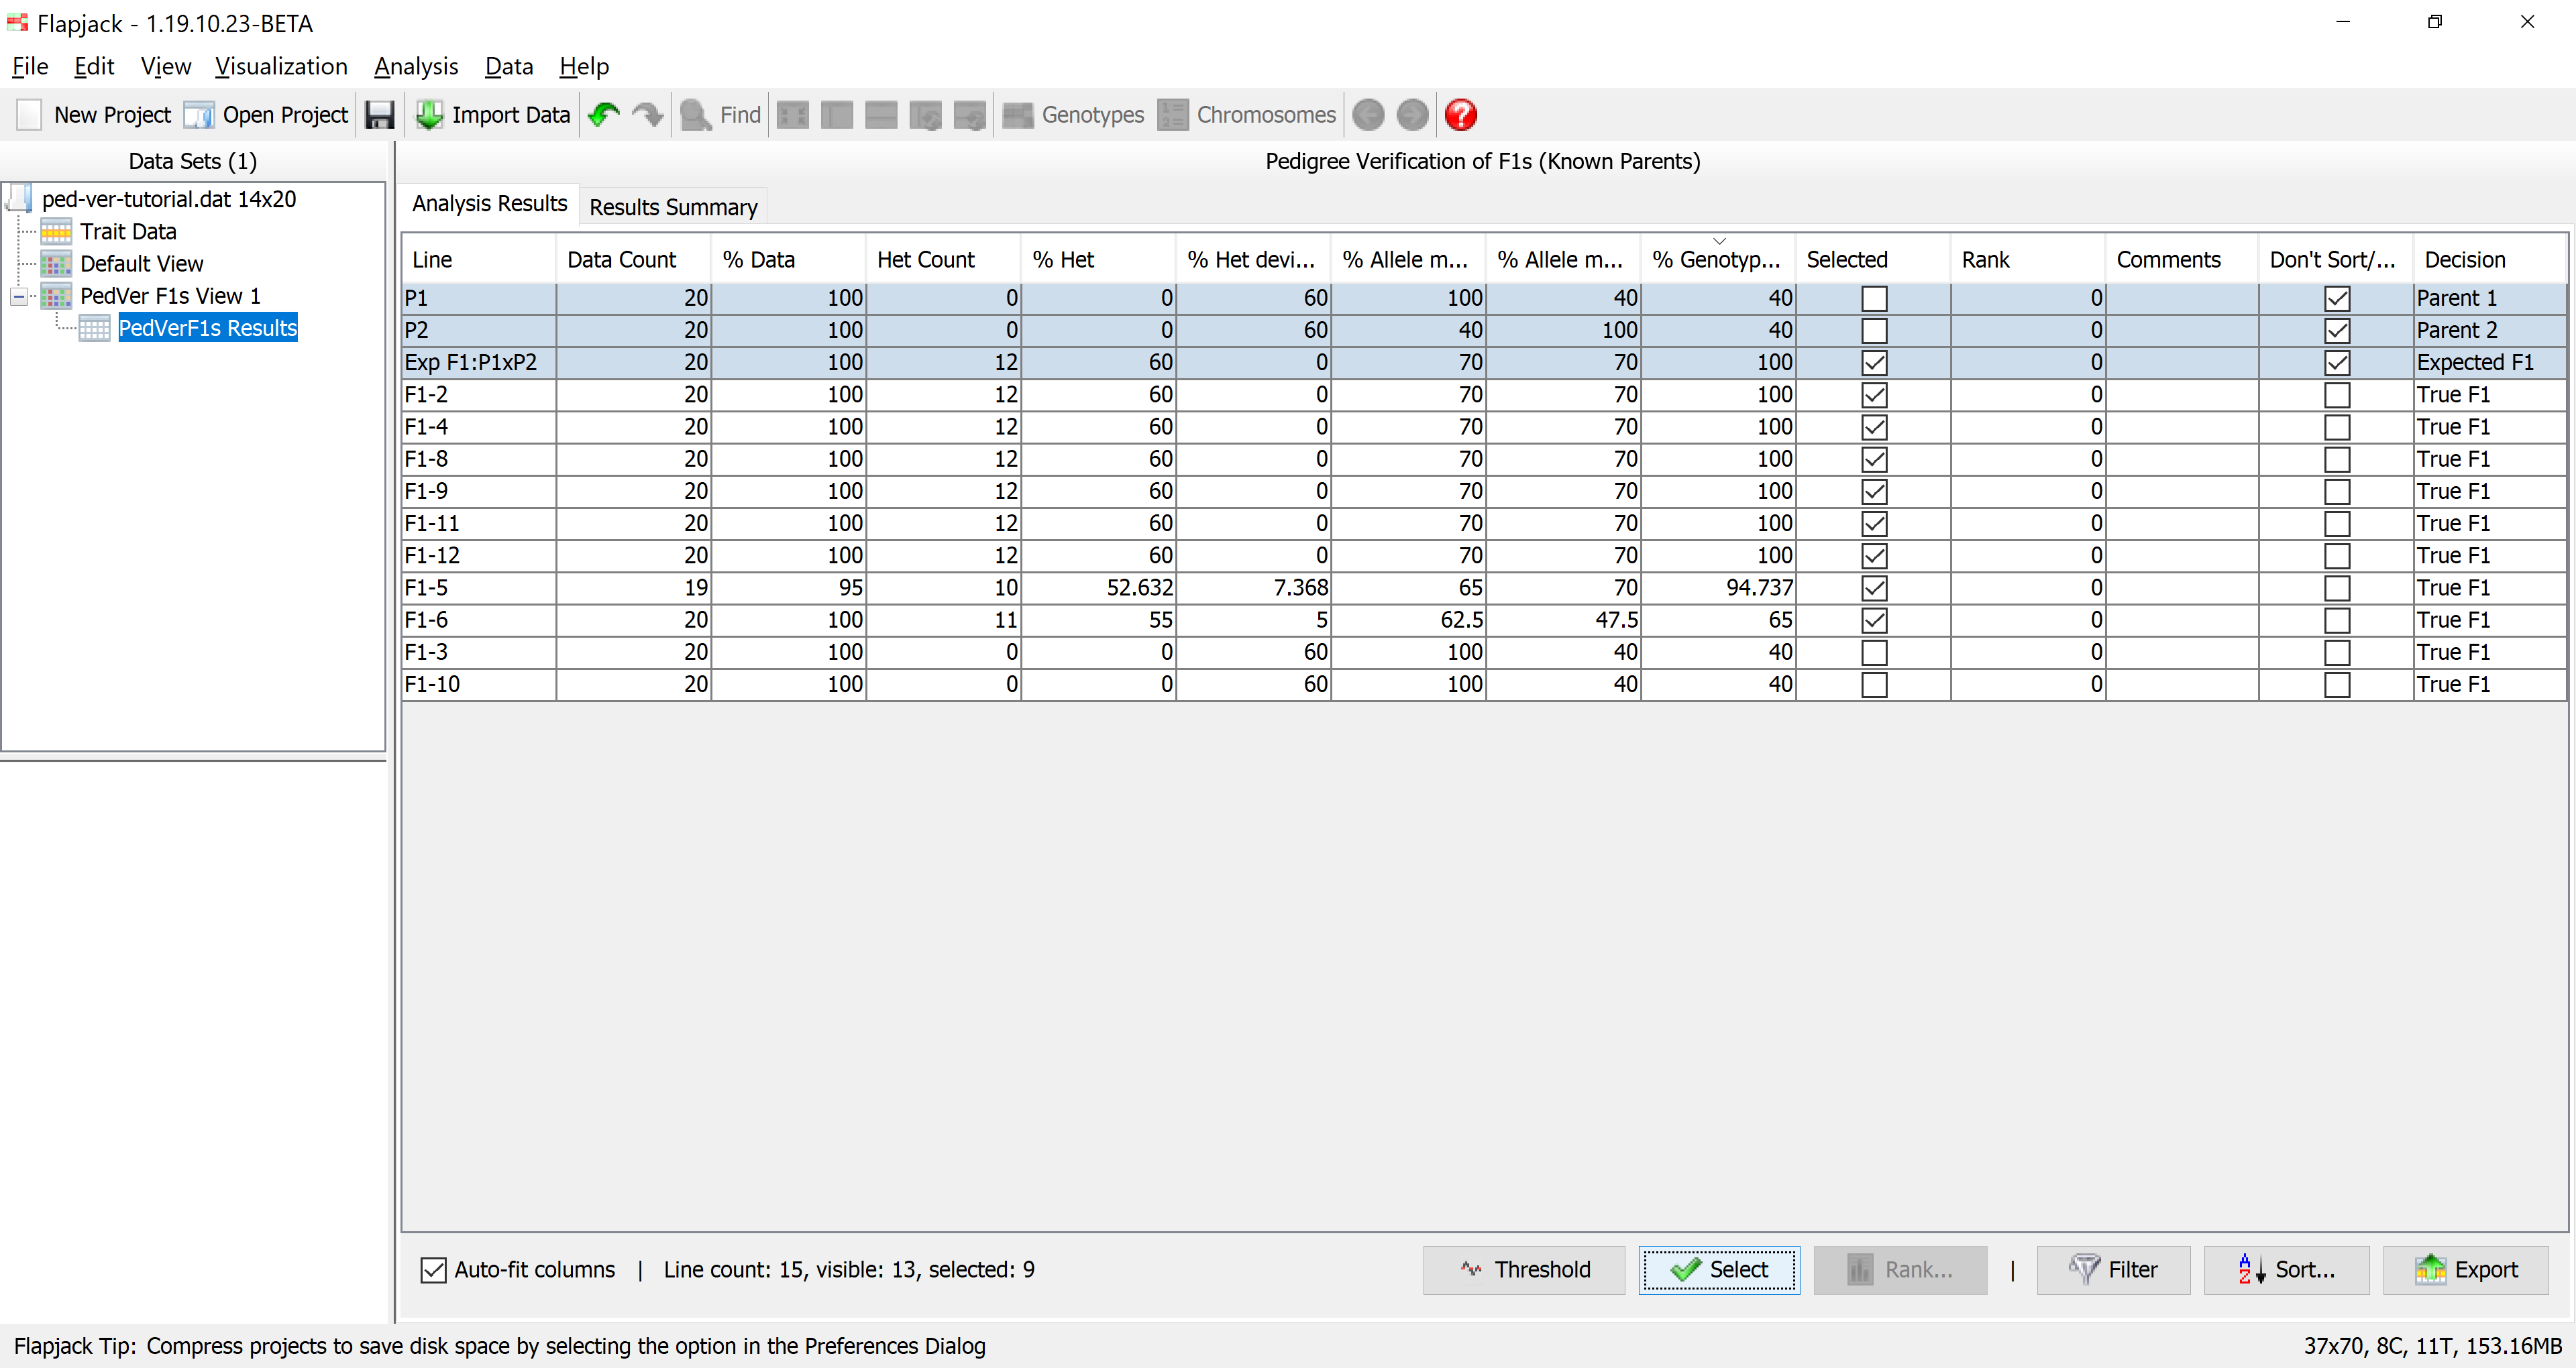 Flapjack - 1.19.10.23-BETA
File Edit View Visualization Analysis Data Help
New Project Open Project Import Data Find Genotypes Chromosomes ?
Data Sets (1)
ped-ver-tutorial.dat 14x20
Trait Data
Default View
PedVer F1s View 1
PedVerF1s Results
Pedigree Verification of F1s (Known Parents)
Analysis Results Results Summary
Line Data Count % Data Het Count % Het % Het devi... % Allele m... % Allele m... % Genotyp... Selected Rank Comments Don't Sort/... Decision
P1 20 100 0 0 60 100 40 40 0 Parent 1
P2 20 100 0 0 60 40 100 40 0 Parent 2
Exp F1:P1xP2 20 100 12 60 0 70 70 100 0 Expected F1
F1-2 20 100 12 60 0 70 70 100 0 True F1
F1-4 20 100 12 60 0 70 70 100 0 True F1
F1-8 20 100 12 60 0 70 70 100 0 True F1
F1-9 20 100 12 60 0 70 70 100 0 True F1
F1-11 20 100 12 60 0 70 70 100 0 True F1
F1-12 20 100 12 60 0 70 70 100 0 True F1
F1-5 19 95 10 52.632 7.368 65 70 94.737 0 True F1
F1-6 20 100 11 55 5 62.5 47.5 65 0 True F1
F1-3 20 100 0 0 60 100 40 40 0 True F1
F1-10 20 100 0 0 60 100 40 40 0 True F1
Auto-fit columns | Line count: 15, visible: 13, selected: 9 Threshold Select Rank... | Filter Sort... Export
Flapjack Tip: Compress projects to save disk space by selecting the option in the Preferences Dialog 37x70, 8C, 11T, 153.16MB